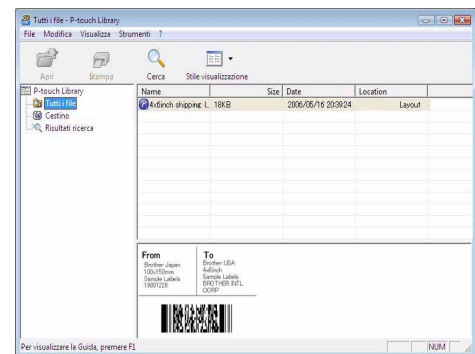 Tutti i file - P-touch Library
File Modifica Visualizza Strumenti ?
Apri Stampa Cerca Stile visualizzazione
P-touch Library
Tutti i file
Cestino
Risultati ricerca
Name Size Date Location
4x6inch shipping L 18KB 2006/05/16 20:39:24 Layout
From To
Brother Japan Brother USA
100x150mm 4x6inch
Sample Labels Sample Labels
19801226 BROTHER INTL
CORP
Per visualizzare la Guida, premere F1 NUM